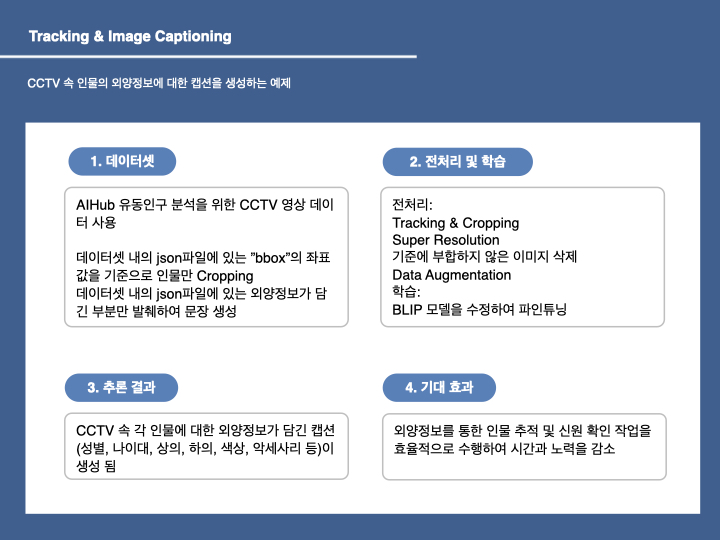 Tracking & Image Captioning
CCTV 속 인물의 외양정보에 대한 캡션을 생성하는 예제
1. 데이터셋
AIHub 유동인구 분석을 위한 CCTV 영상 데이
터 사용
데이터셋 내의 json파일에 있는 ”bbox”의 좌표
값을 기준으로 인물만 Cropping
데이터셋 내의 json파일에 있는 외양정보가 담
긴 부분만 발췌하여 문장 생성
2. 전처리 및 학습
전처리:
Tracking & Cropping
Super Resolution
기준에 부합하지 않은 이미지 삭제
Data Augmentation
학습:
BLIP 모델을 수정하여 파인튜닝
3. 추론 결과
CCTV 속 각 인물에 대한 외양정보가 담긴 캡션
(성별, 나이대, 상의, 하의, 색상, 악세사리 등)이
생성 됨
4. 기대 효과
외양정보를 통한 인물 추적 및 신원 확인 작업을
효율적으로 수행하여 시간과 노력을 감소